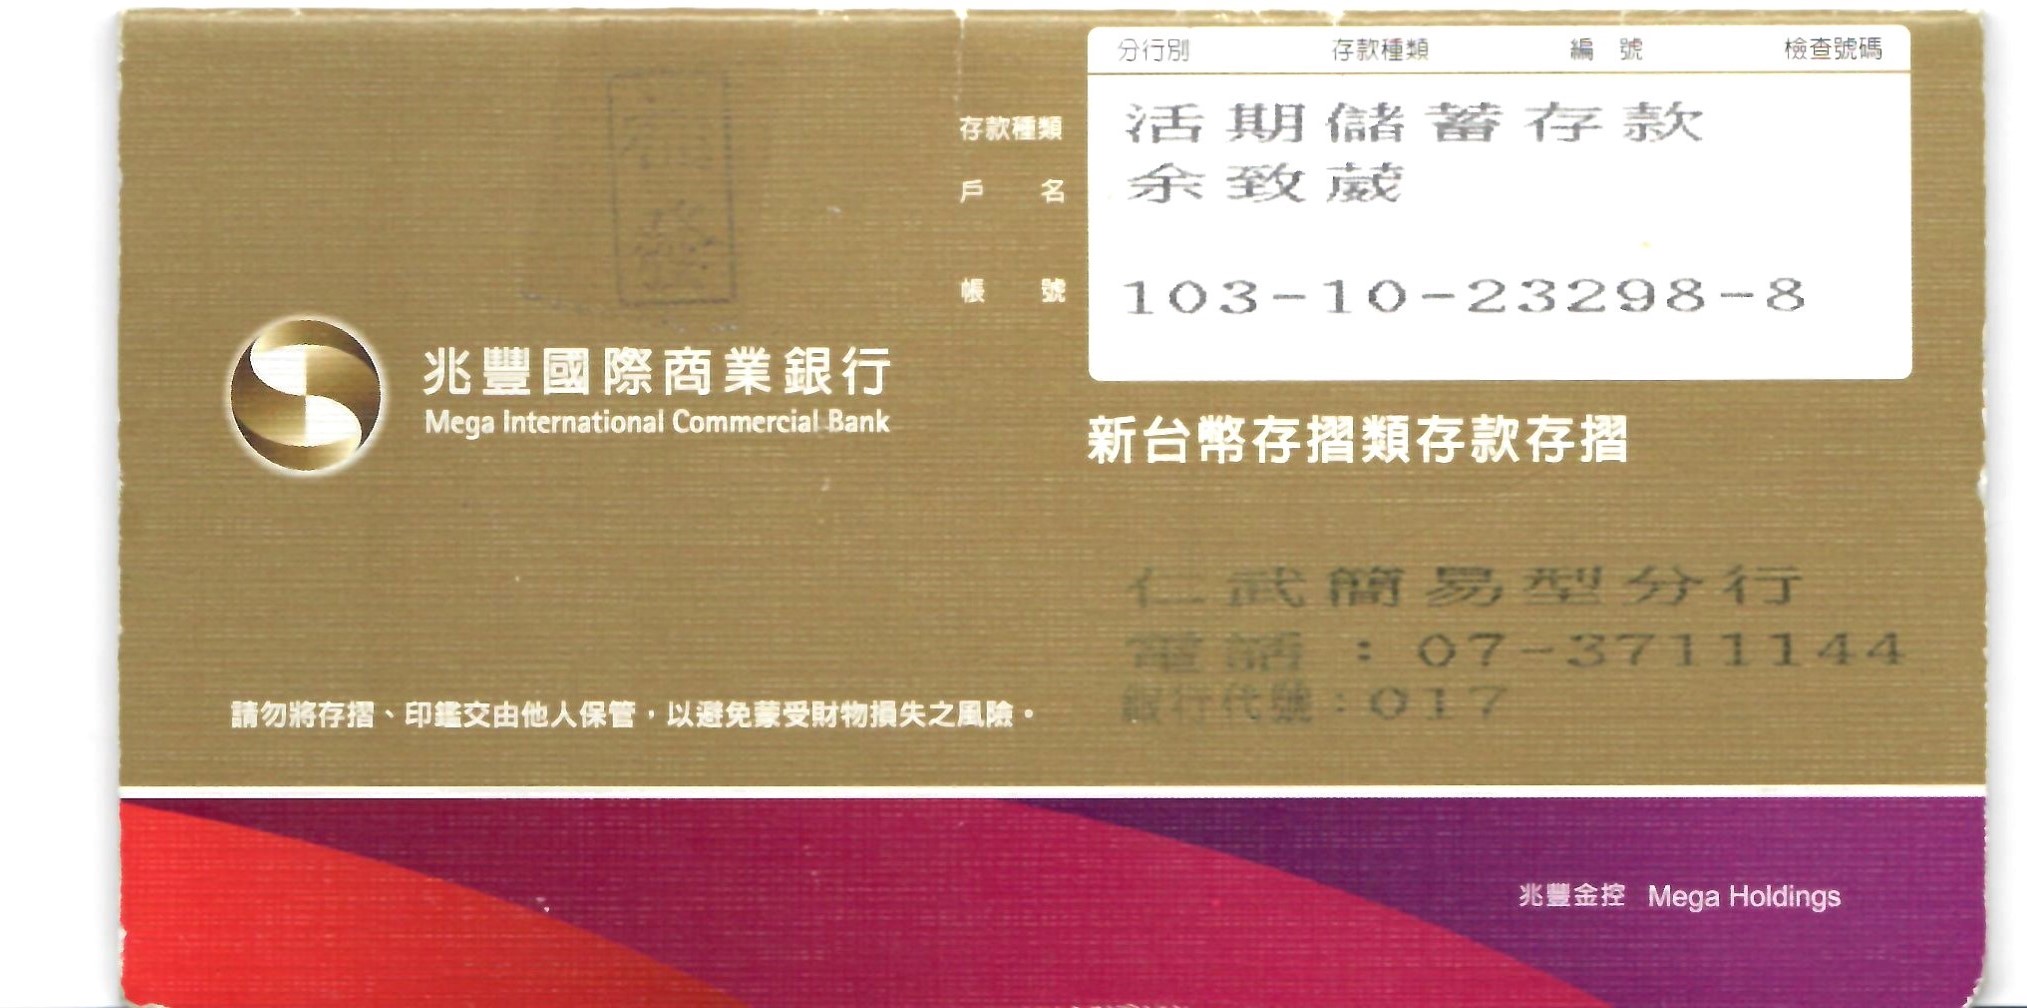 分行別 存款種類 編號 檢查號碼
存款種類 活期儲蓄存款
戶名 余致葳
帳號 103-10-23298-8
兆豐國際商業銀行
Mega International Commercial Bank
新台幣存摺類存款存摺
仁武簡易型分行
電話：07-3711144
銀行代號：017
請勿將存摺、印鑑交由他人保管，以避免蒙受財物損失之風險。
兆豐金控 Mega Holdings